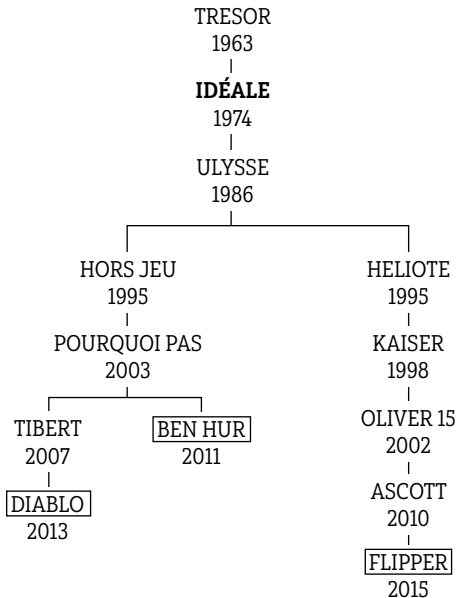 TRESOR
1963
IDÉALE
1974
ULYSSE
1986
HORS JEU
1995
POURQUOI PAS
2003
TIBERT
2007
DIABLO
2013
BEN HUR
2011
HELIOTE
1995
KAISER
1998
OLIVER 15
2002
ASCOTT
2010
FLIPPER
2015